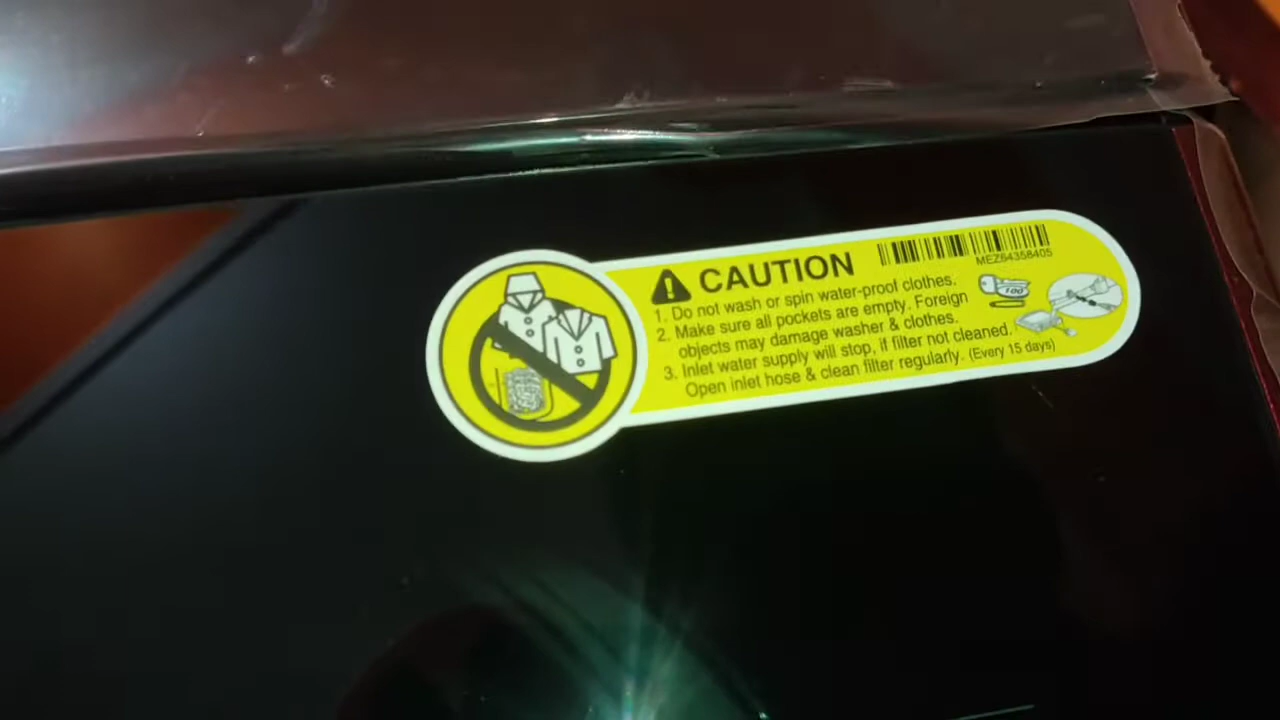 CAUTION
MEZ64358405
1. Do not wash or spin water-proof clothes.
2. Make sure all pockets are empty. Foreign
objects may damage washer & clothes.
3. Inlet water supply will stop, if filter not cleaned.
Open inlet hose & clean filter regularly. (Every 15 days)
100